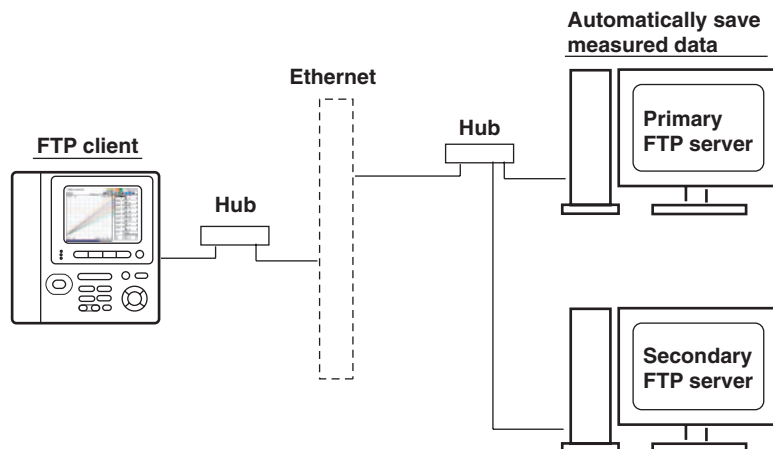 Automatically save
measured data
Ethernet
Hub
Primary
FTP server
FTP client
Hub
Secondary
FTP server